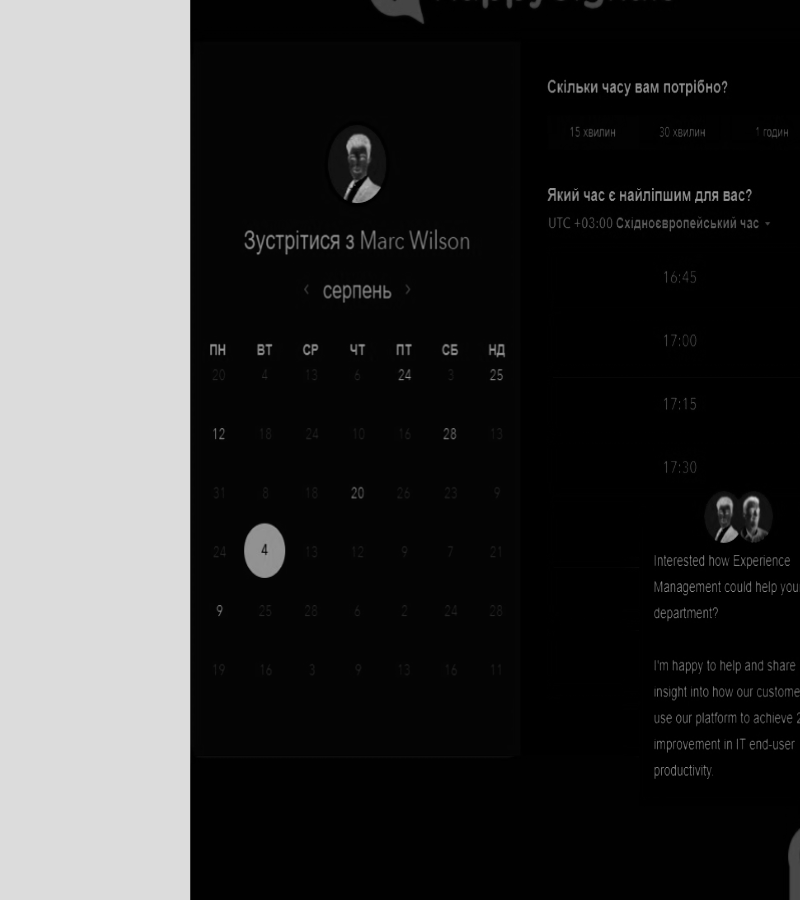 Скільки часу вам потрібно?
15 хвилин 30 хвилин 1 годин
Який час є найліпшим для вас?
UTC +03:00 Східноєвропейський час
Зустрітися з Marc Wilson
‹ серпень ›
16:45
17:00
17:15
17:30
ПН ВТ СР ЧТ ПТ СБ НД
20 4 13 6 24 3 25
12 18 24 10 16 28 13
31 8 18 20 26 23 9
24 4 13 12 9 7 21
9 25 28 6 2 24 28
19 16 3 9 13 16 11
Interested how Experience
Management could help your
department?
I'm happy to help and share
insight into how our custome
use our platform to achieve 2
improvement in IT end-user
productivity.